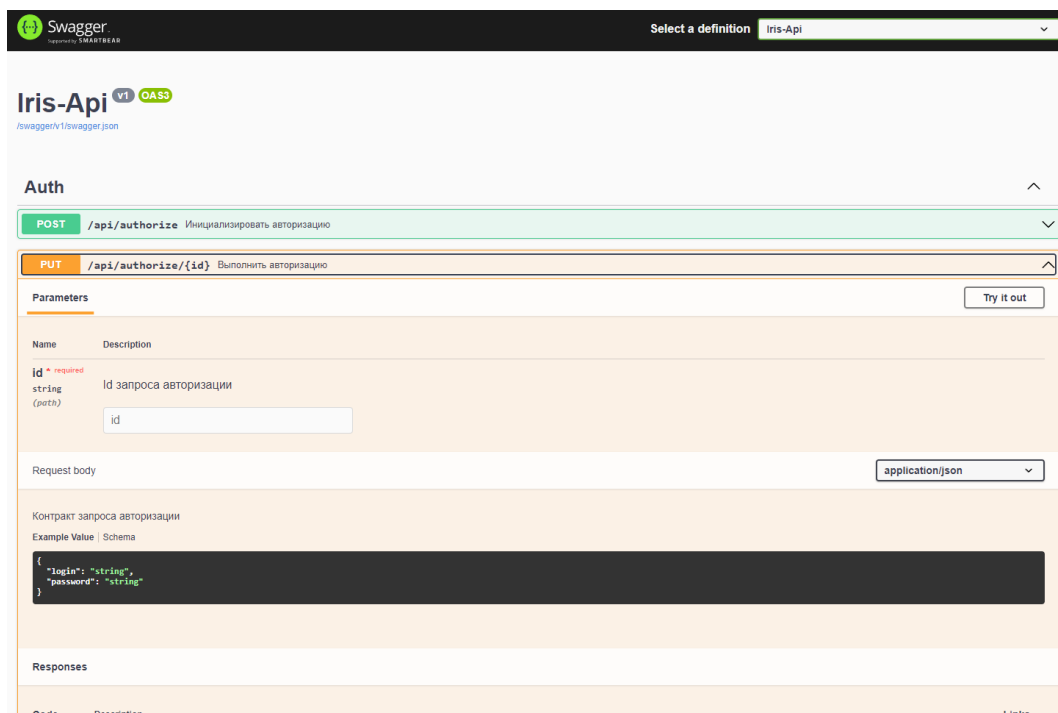 Swagger.
Supported by SMARTBEAR
Select a definition
Iris-Api
Iris-Api v1 OAS3
/swagger/v1/swagger.json
Auth
POST /api/authorize Инициализировать авторизацию
PUT /api/authorize/{id} Выполнить авторизацию
Parameters
Try it out
Name Description
id * required
string
(path)
Id запроса авторизации
id
Request body
application/json
Контракт запроса авторизации
Example Value | Schema
{
"login": "string",
"password": "string"
}
Responses
Code Description Links